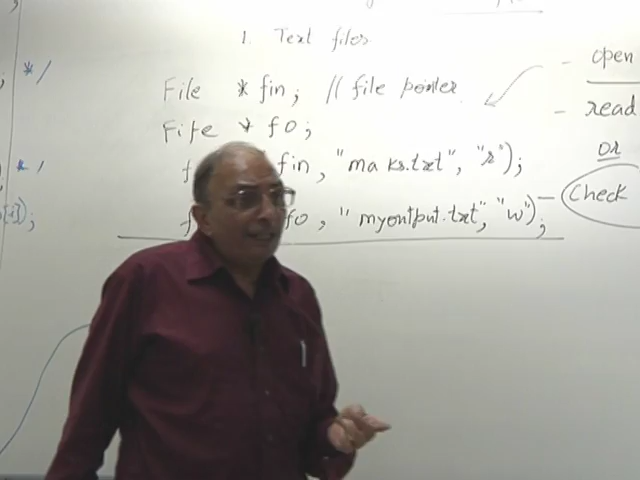 */
1. Text files
File * fin; // file pointer
File * fo;
fin, "marks.txt", "r");
fo, "myoutput.txt", "w");
- open
- read
or
- Check